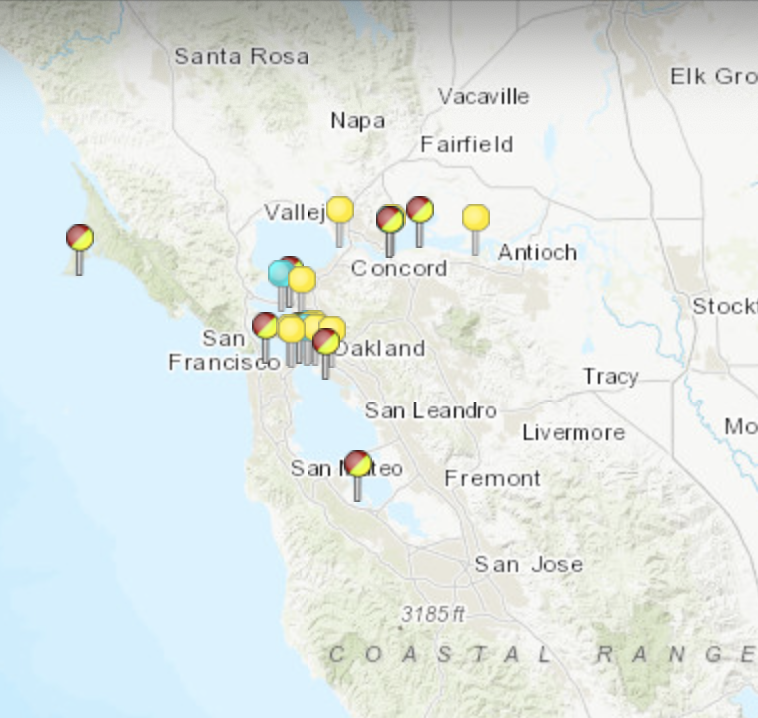 Santa Rosa
Elk Gro
Vacaville
Napa
Fairfield
Vallej
Antioch
Concord
Stockt
San
Francisco
Oakland
Tracy
San Leandro
Mo
Livermore
San Mateo
Fremont
San Jose
3185 ft
COASTAL RANGE